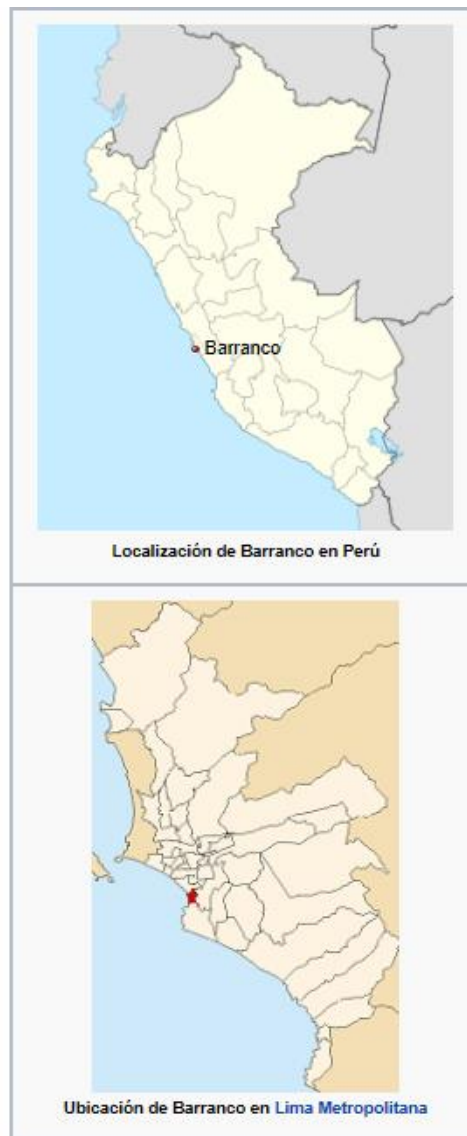 Barranco
Localización de Barranco en Perú
Ubicación de Barranco en Lima Metropolitana